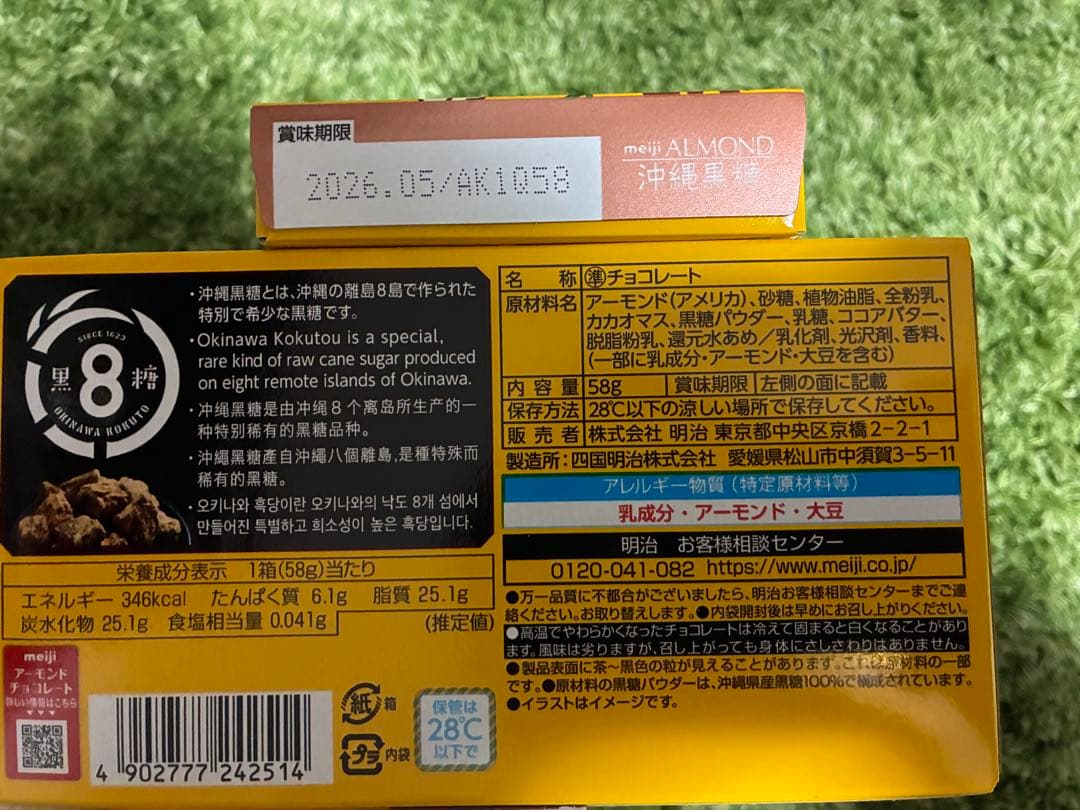 賞味期限
2026.05/AK1Q58
meiji ALMOND
沖縄黒糖
SINCE 1623
黒 8 糖
OKINAWA KOKUTO
・沖縄黒糖とは、沖縄の離島8島で作られた
特別で希少な黒糖です。
・Okinawa Kokutou is a special,
rare kind of raw cane sugar produced
on eight remote islands of Okinawa.
・冲绳黑糖是由冲绳8个离岛所生产的一
种特别稀有的黑糖品种。
・沖繩黑糖產自沖繩八個離島,是種特殊而
稀有的黑糖。
・오키나와 흑당이란 오키나와의 낙도 8개 섬에서
만들어진 특별하고 희소성이 높은 흑당입니다.
栄養成分表示 1箱(58g)当たり
エネルギー 346kcal たんぱく質 6.1g 脂質 25.1g
炭水化物 25.1g 食塩相当量 0.041g (推定値)
meiji
アーモンド
チョコレート
詳しい情報はこちら
4 902777 242514
紙 箱
プラ 内袋
保管は
28℃
以下で
名称 準チョコレート
原材料名 アーモンド(アメリカ)、砂糖、植物油脂、全粉乳、
カカオマス、黒糖パウダー、乳糖、ココアバター、
脱脂粉乳、還元水あめ/乳化剤、光沢剤、香料、
(一部に乳成分・アーモンド・大豆を含む)
内容量 58g 賞味期限 左側の面に記載
保存方法 28℃以下の涼しい場所で保存してください。
販売者 株式会社 明治 東京都中央区京橋2-2-1
製造所:四国明治株式会社 愛媛県松山市中須賀3-5-11
アレルギー物質(特定原材料等)
乳成分・アーモンド・大豆
明治 お客様相談センター
0120-041-082 https://www.meiji.co.jp/
●万一品質に不都合がございましたら、明治お客様相談センターまでご連
絡ください。お取り替えします。●内袋開封後は早めにお召し上がりください。
●高温でやわらかくなったチョコレートは冷えて固まると白くなることがあり
ます。風味は劣りますが、召し上がっても身体にさしさわりはありません。
●製品表面に茶~黒色の粒が見えることがあります。これは原材料の一部
です。●原材料の黒糖パウダーは、沖縄県産黒糖100%で構成されています。
●イラストはイメージです。